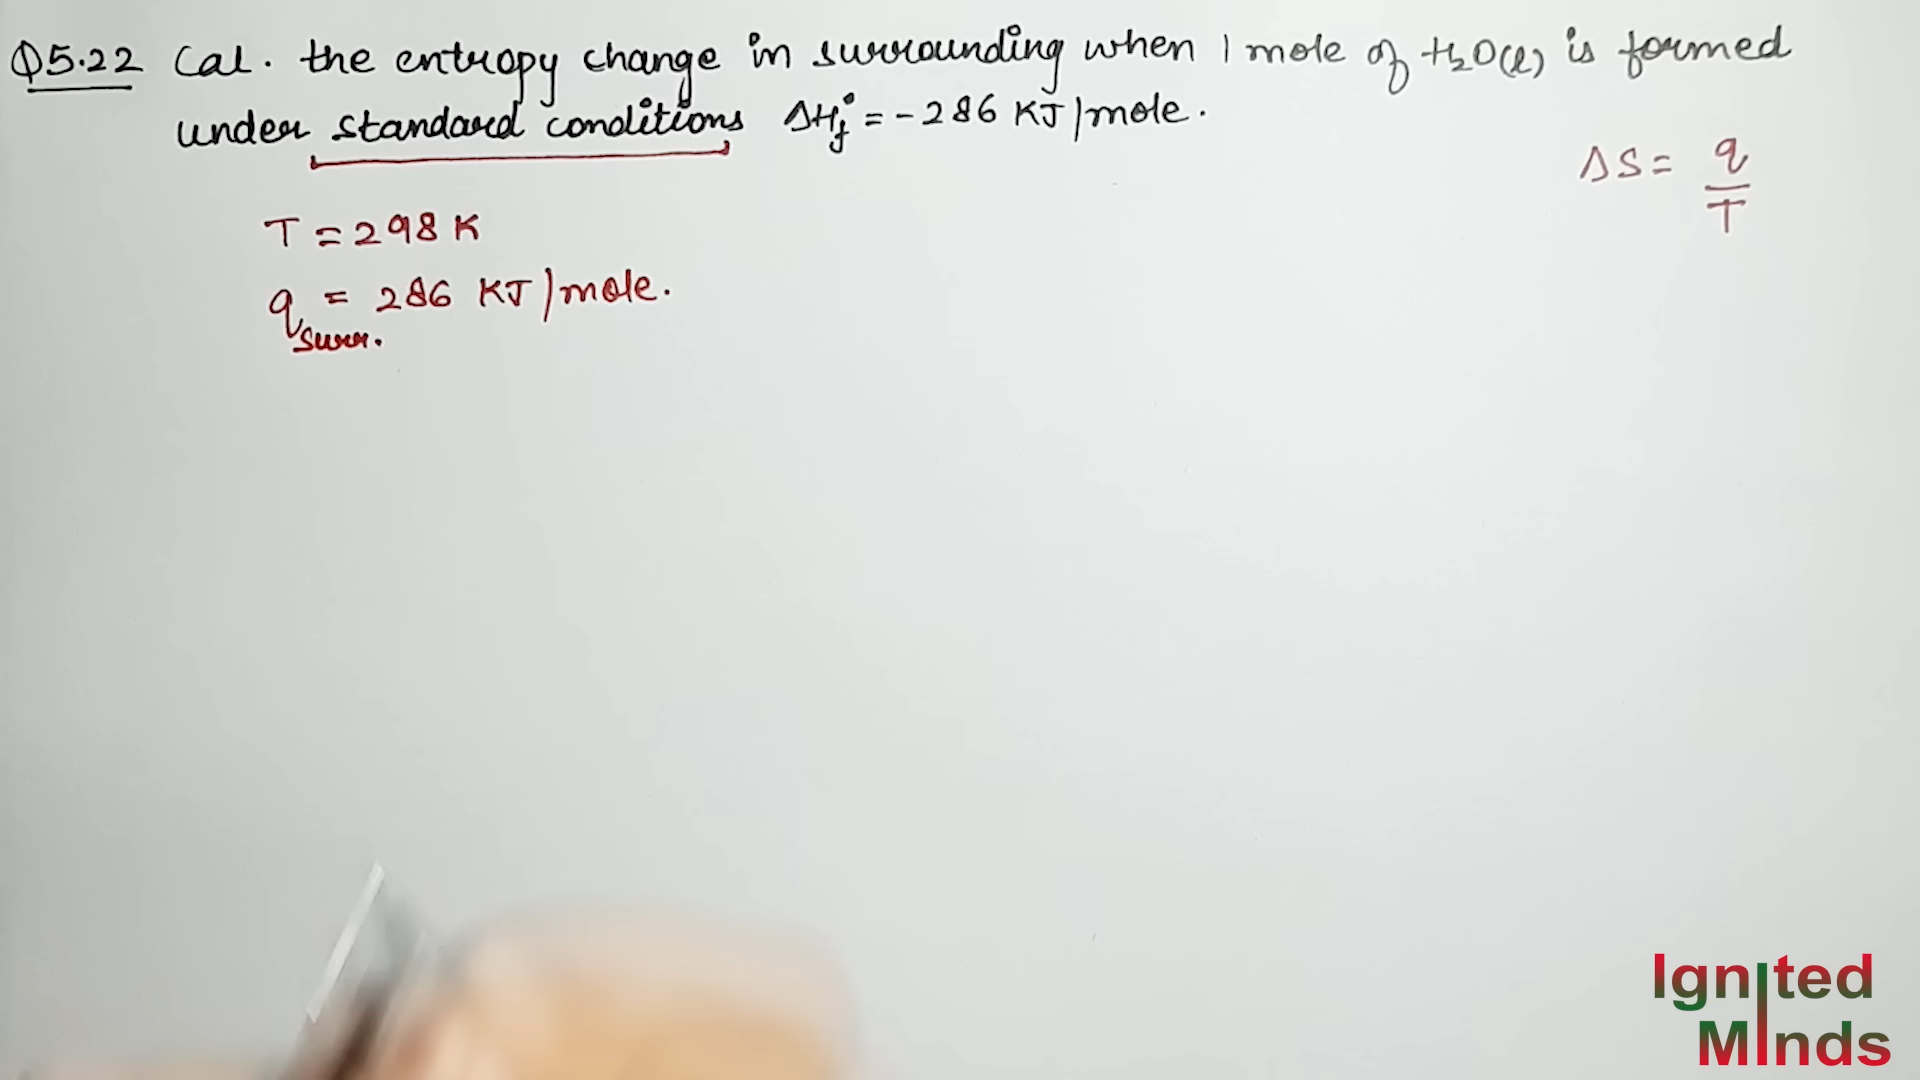 Q5.22 Cal. the entropy change in surrounding when 1 mole of H₂O(l) is formed
under standard conditions ΔHf° = -286 KJ/mole.
ΔS = q/T
T = 298 K
q surr. = 286 KJ/mole.
Ignited
Minds